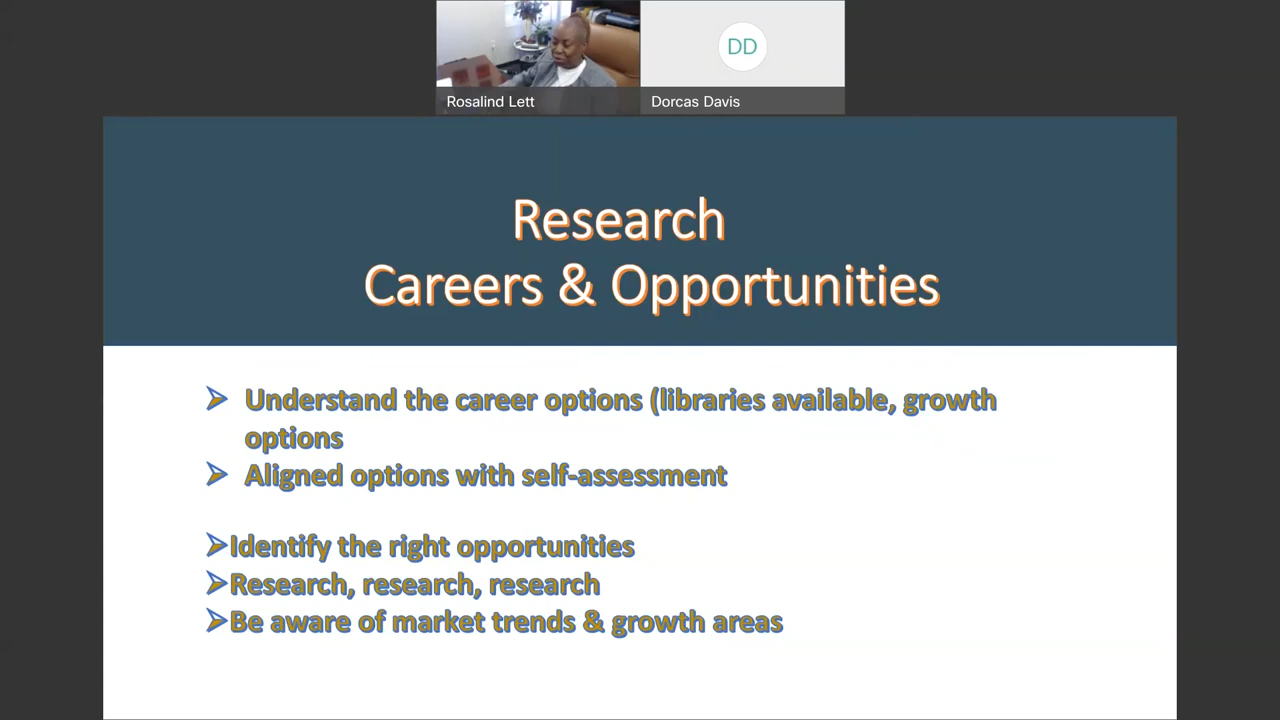 DD
Rosalind Lett
Dorcas Davis
Research
Careers & Opportunities
➢ Understand the career options (libraries available, growth
options
➢ Aligned options with self-assessment
➢Identify the right opportunities
➢Research, research, research
➢Be aware of market trends & growth areas